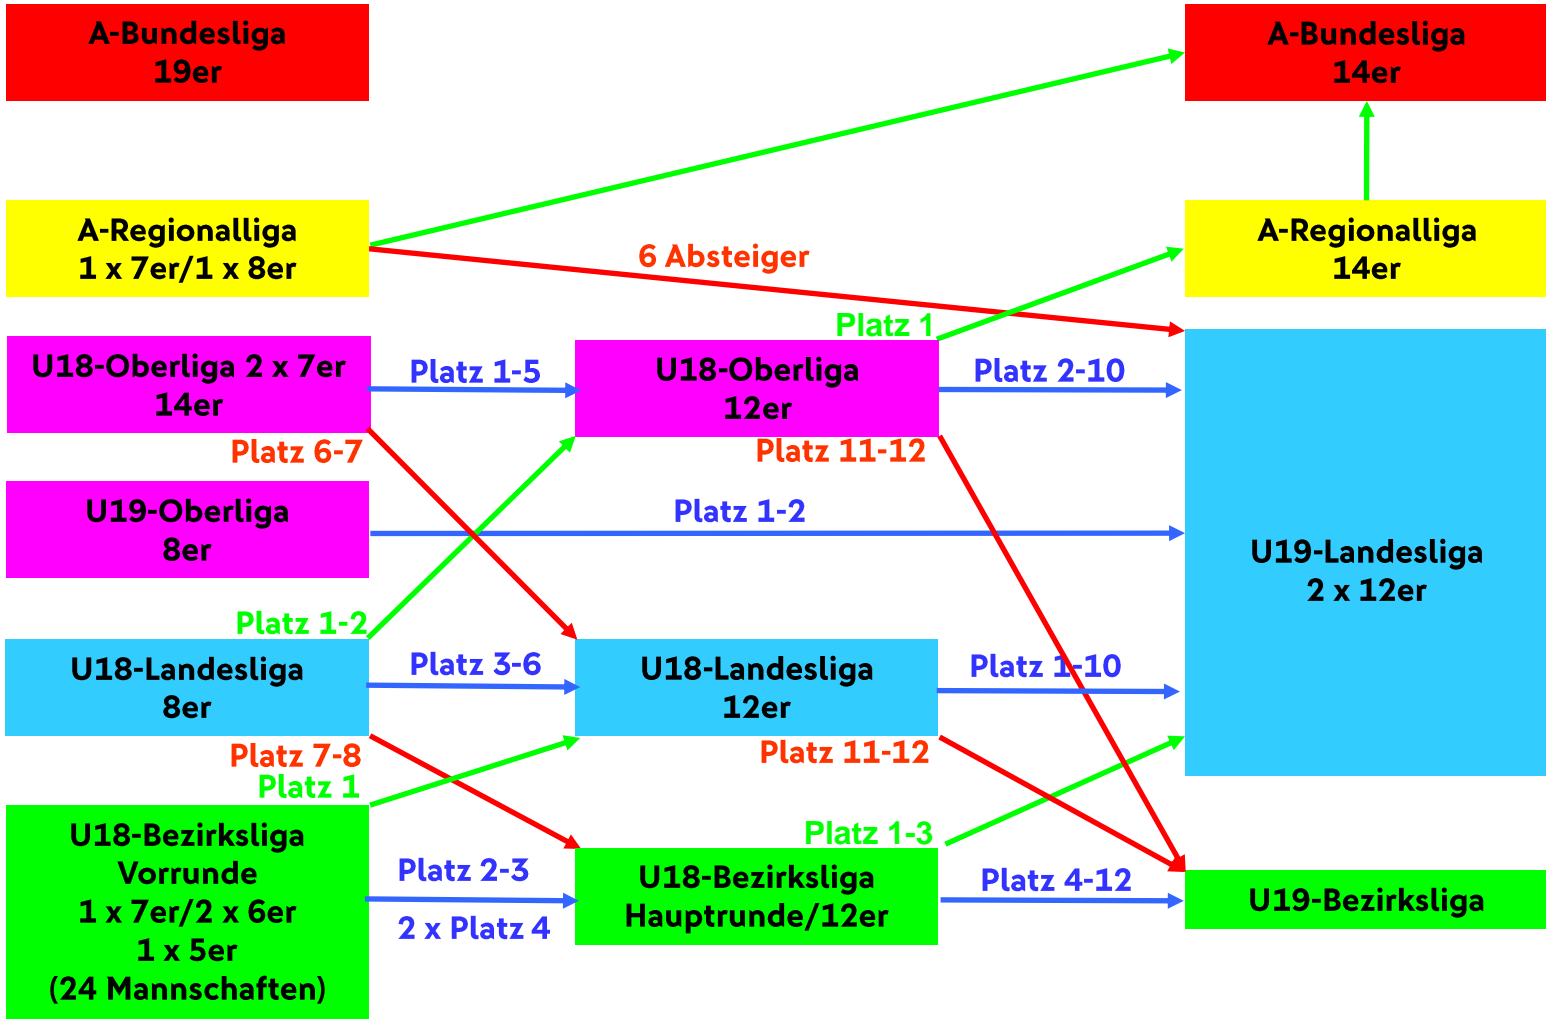 A-Bundesliga
19er
A-Bundesliga
14er
A-Regionalliga
1 x 7er/1 x 8er
6 Absteiger
A-Regionalliga
14er
Platz 1
U18-Oberliga 2 x 7er
14er
Platz 1-5
U18-Oberliga
12er
Platz 2-10
Platz 6-7
Platz 11-12
U19-Oberliga
8er
Platz 1-2
U19-Landesliga
2 x 12er
Platz 1-2
U18-Landesliga
8er
Platz 3-6
U18-Landesliga
12er
Platz 1-10
Platz 7-8
Platz 11-12
Platz 1
U18-Bezirksliga
Vorrunde
1 x 7er/2 x 6er
1 x 5er
(24 Mannschaften)
Platz 2-3
2 x Platz 4
Platz 1-3
U18-Bezirksliga
Hauptrunde/12er
Platz 4-12
U19-Bezirksliga